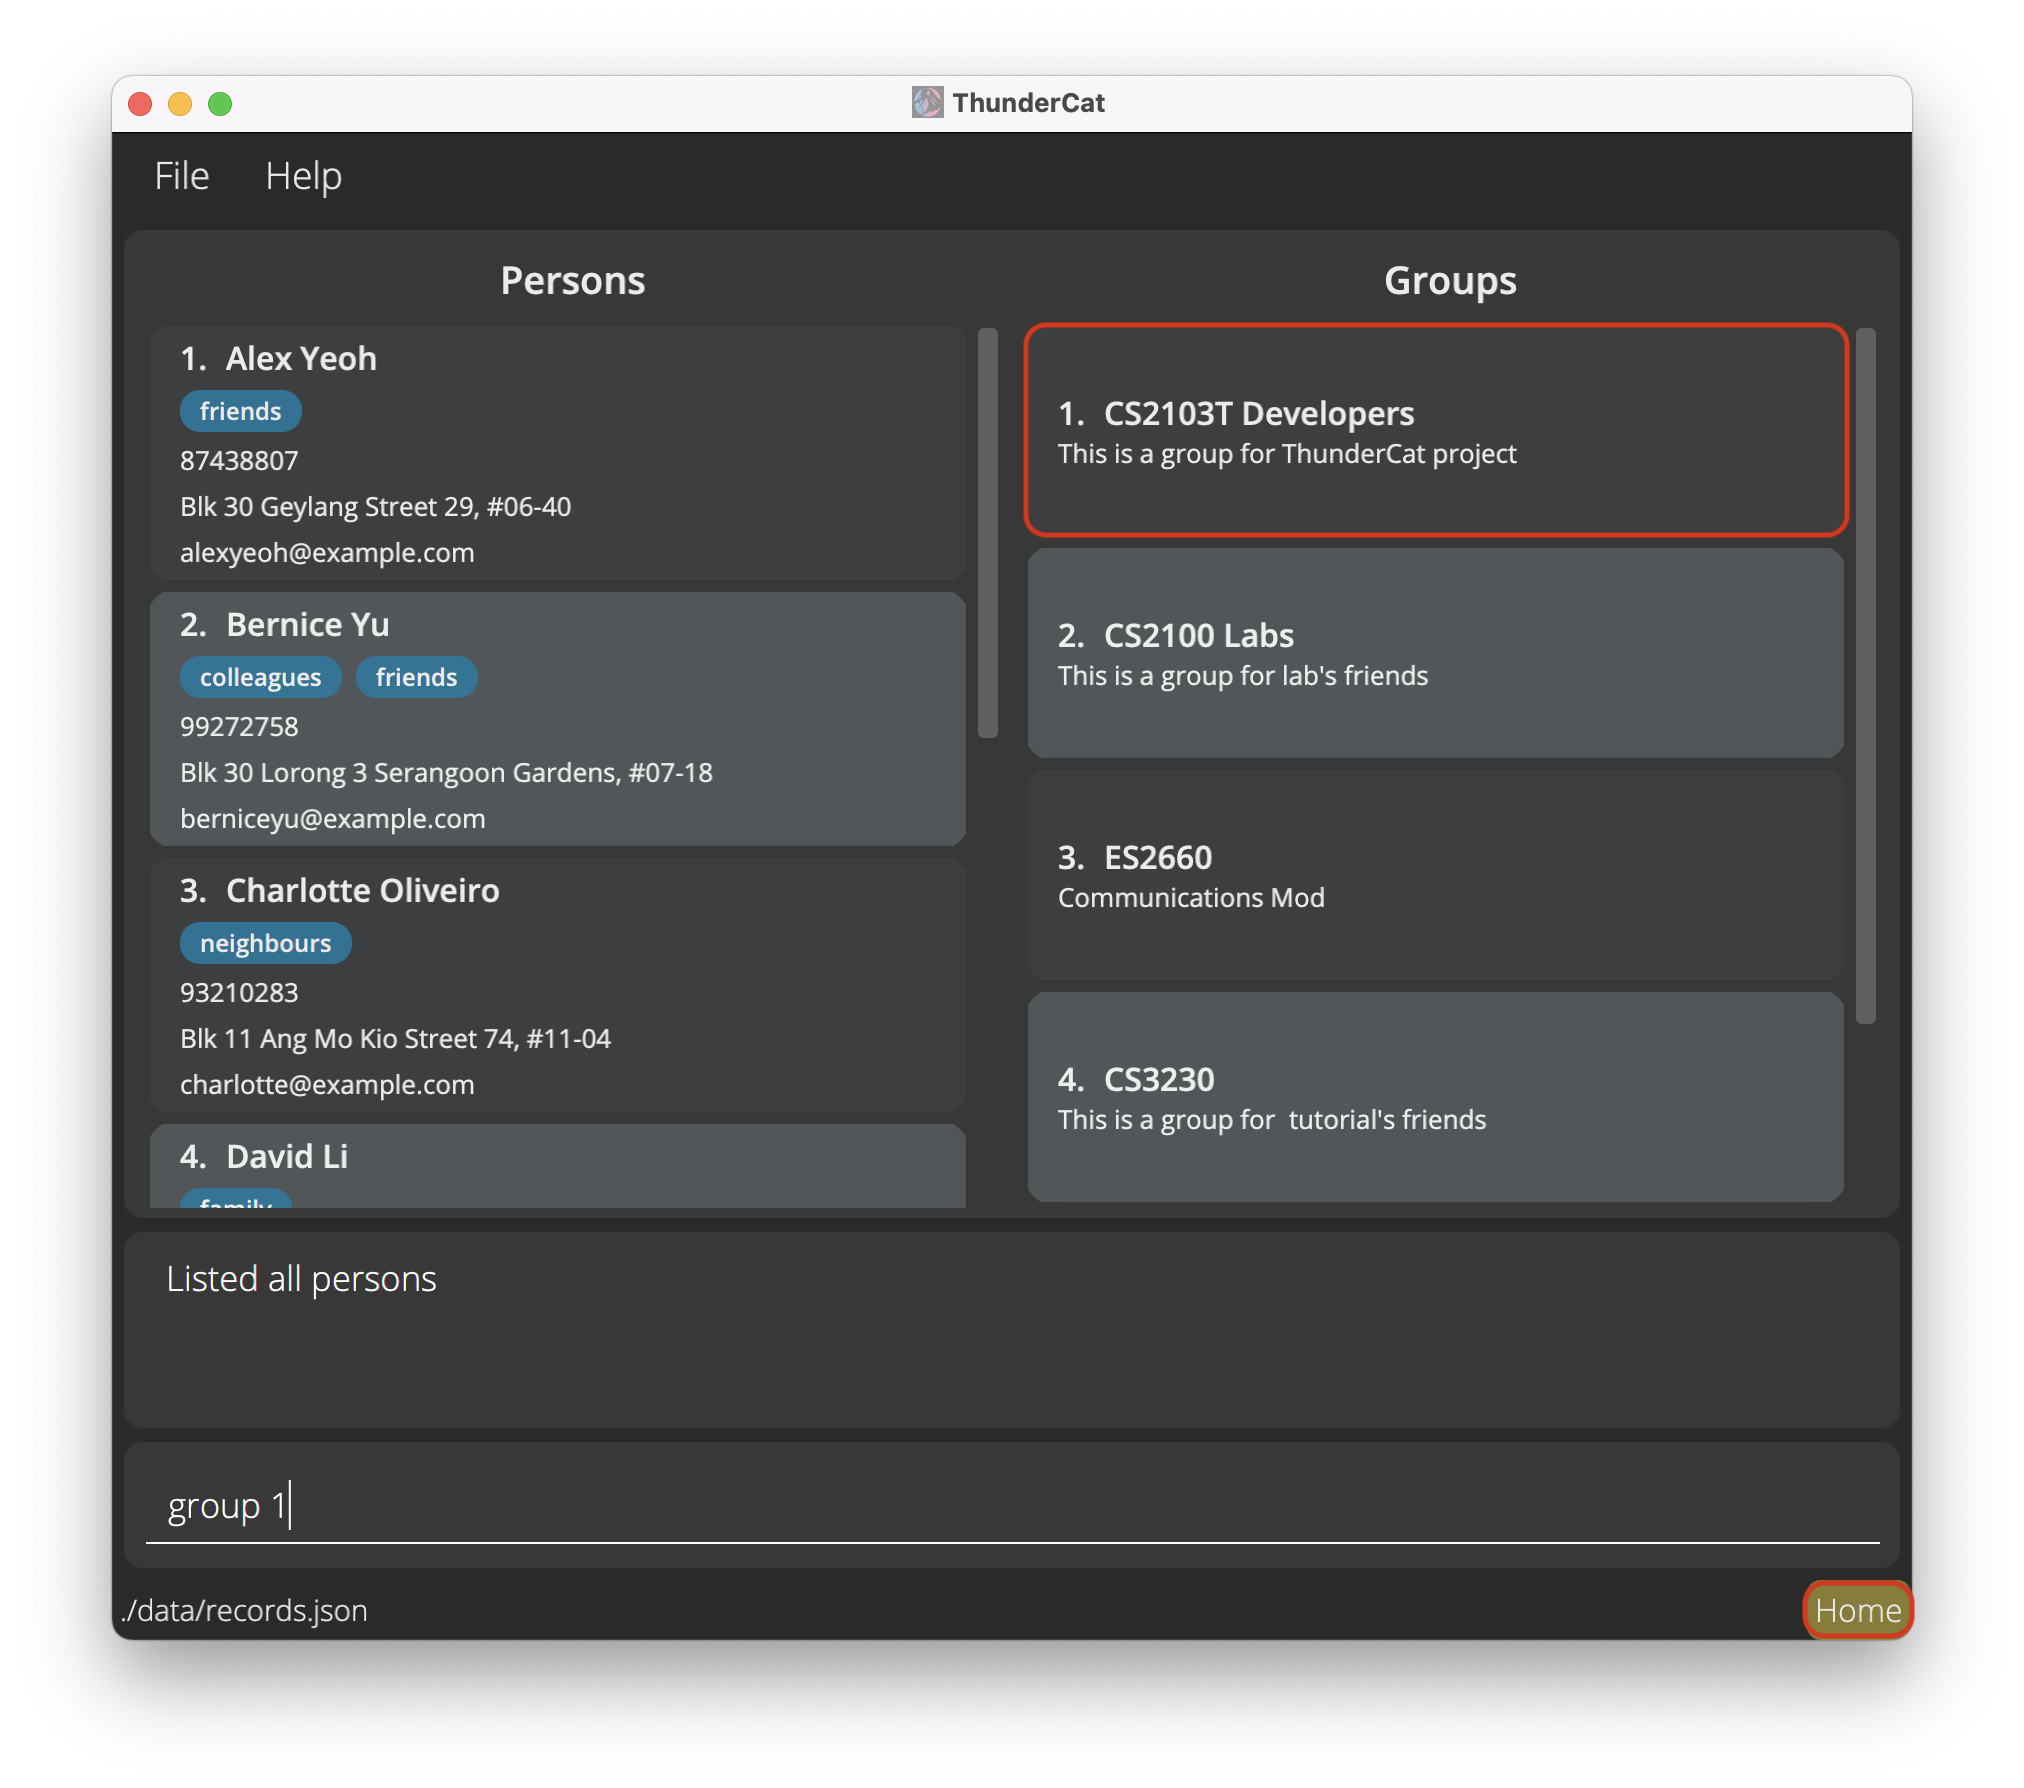 ThunderCat
File Help
Persons
1. Alex Yeoh
friends
87438807
Blk 30 Geylang Street 29, #06-40
alexyeoh@example.com
2. Bernice Yu
colleagues friends
99272758
Blk 30 Lorong 3 Serangoon Gardens, #07-18
berniceyu@example.com
3. Charlotte Oliveiro
neighbours
93210283
Blk 11 Ang Mo Kio Street 74, #11-04
charlotte@example.com
4. David Li
family
Groups
1. CS2103T Developers
This is a group for ThunderCat project
2. CS2100 Labs
This is a group for lab's friends
3. ES2660
Communications Mod
4. CS3230
This is a group for  tutorial's friends
Listed all persons
group 1
./data/records.json
Home